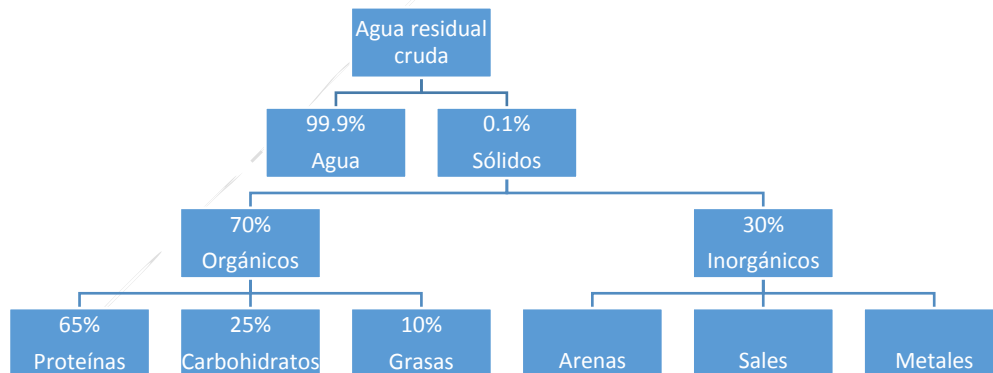 Agua residual
cruda
99.9%
Agua
0.1%
Sólidos
70%
Orgánicos
30%
Inorgánicos
65%
Proteínas
25%
Carbohidratos
10%
Grasas
Arenas
Sales
Metales